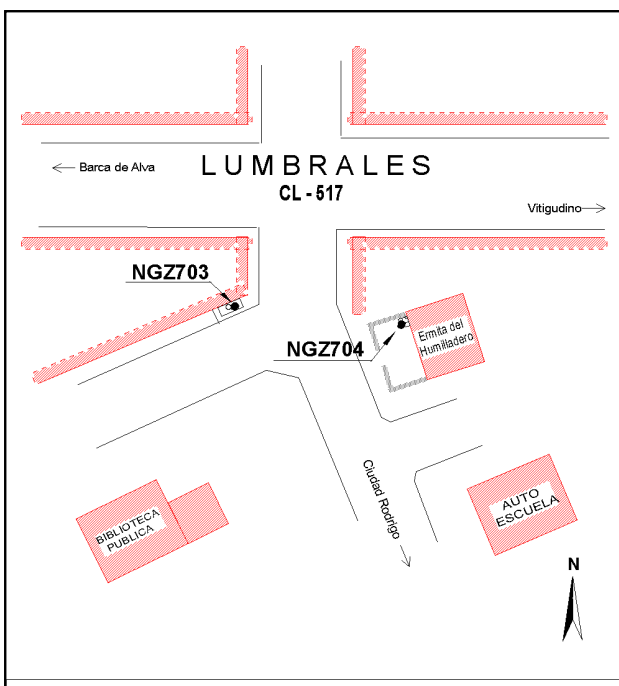 LUMBRALES
CL - 517
Barca de Alva
Vitigudino
NGZ703
NGZ704
Ermita del
Humilladero
Ciudad Rodrigo
BIBLIOTECA
PUBLICA
AUTO
ESCUELA
N